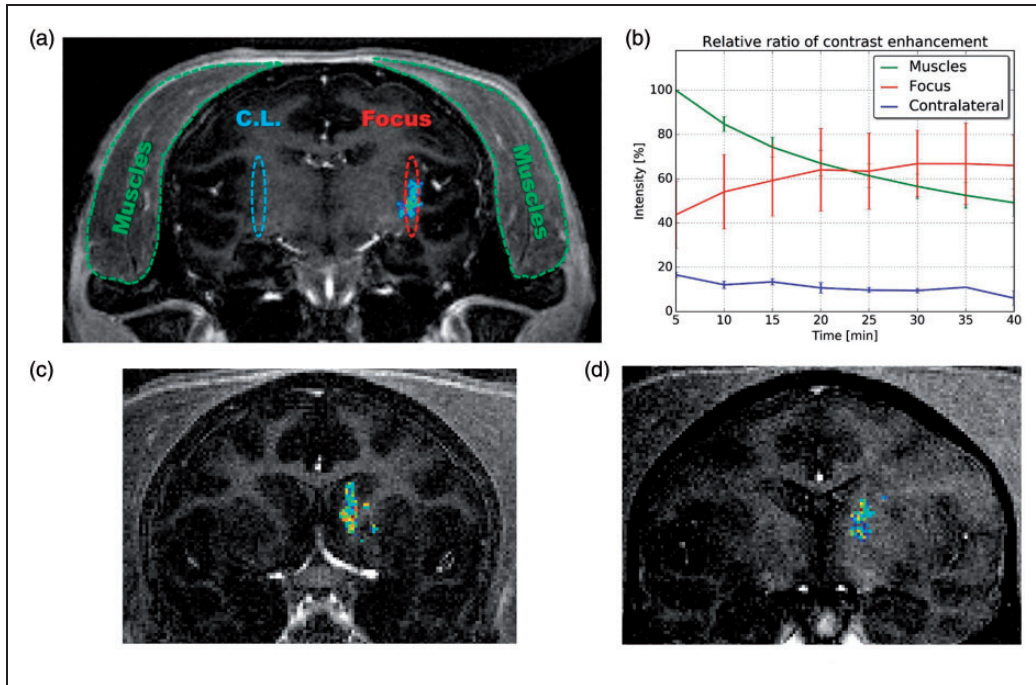 (a)
C.L.
Focus
Muscles
Muscles
(b)
Relative ratio of contrast enhancement
Muscles
Focus
Contralateral
Intensity [%]
100
80
60
40
20
0
5 10 15 20 25 30 35 40
Time [min]
(c)
(d)